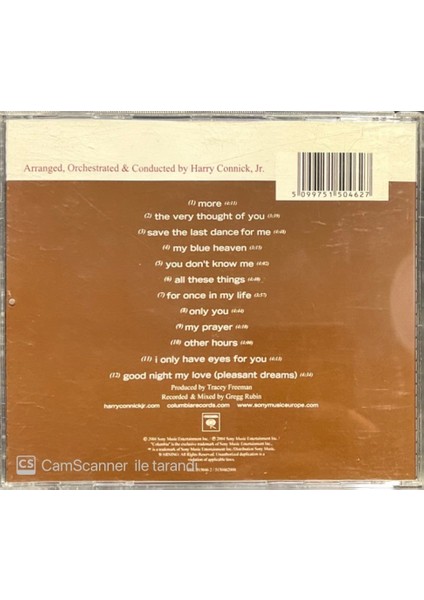 Arranged, Orchestrated & Conducted by Harry Connick, Jr.
5 099751 504627
(1) more (4:11)
(2) the very thought of you
(3) save the last dance for me
(4) my blue heaven
(5) you don't know me
(6) all these things
(7) for once in my life
(8) only you
(9) my prayer
(10) other hours
(11) i only have eyes for you
(12) good night my love (pleasant dreams)
Produced by Tracey Freeman
Recorded & Mixed by Gregg Rubin
harryconnickjr.com columbiarecords.com www.sonymusiceurope.com
CS CamScanner ile tarandı